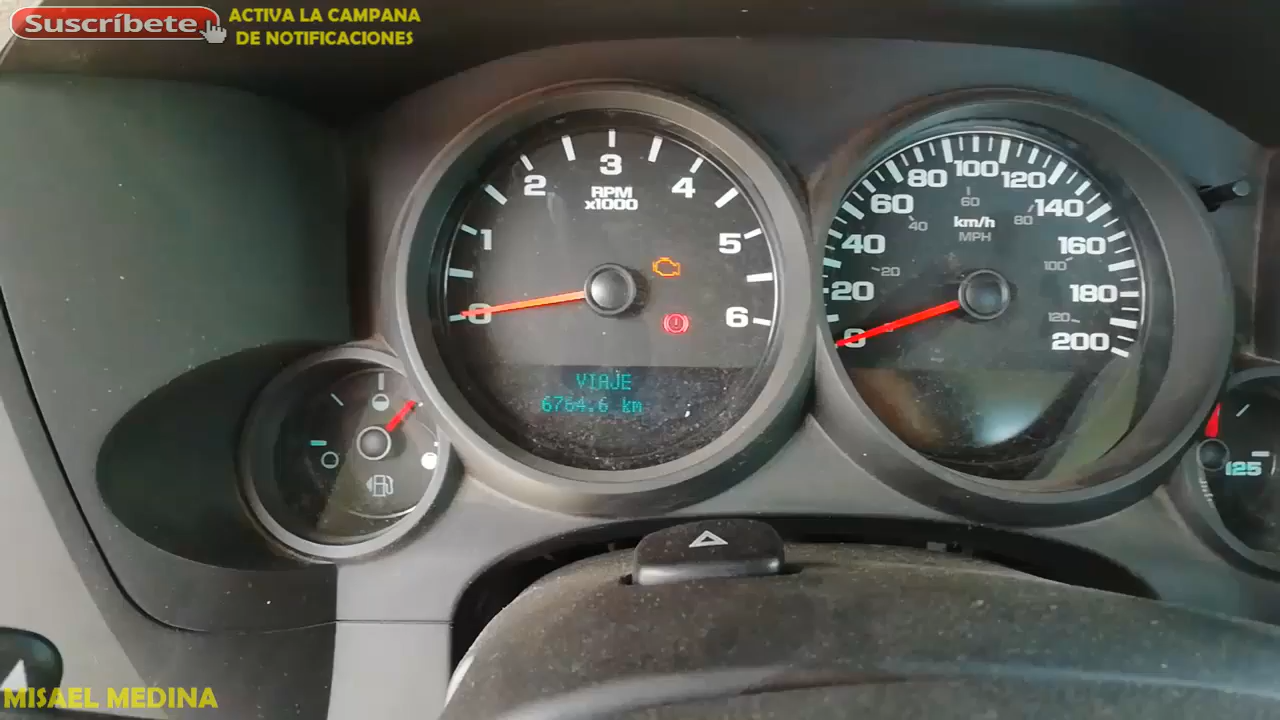 Suscríbete
ACTIVA LA CAMPANA
DE NOTIFICACIONES
0 1 2 3 4 5 6
RPM
x1000
VIAJE
6764.6 km
0 20 40 60 80 100 120 140 160 180 200
20 40 60 80 100 120
km/h
MPH
125
MISAEL MEDINA